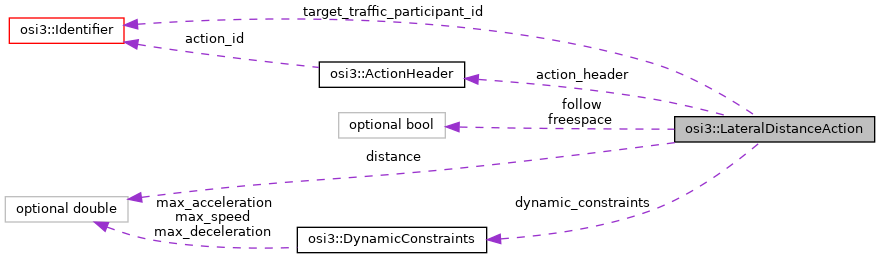 target_traffic_participant_id
osi3::Identifier
action_id
osi3::ActionHeader
action_header
follow
freespace
optional bool
osi3::LateralDistanceAction
distance
optional double
max_acceleration
max_speed
max_deceleration
dynamic_constraints
osi3::DynamicConstraints